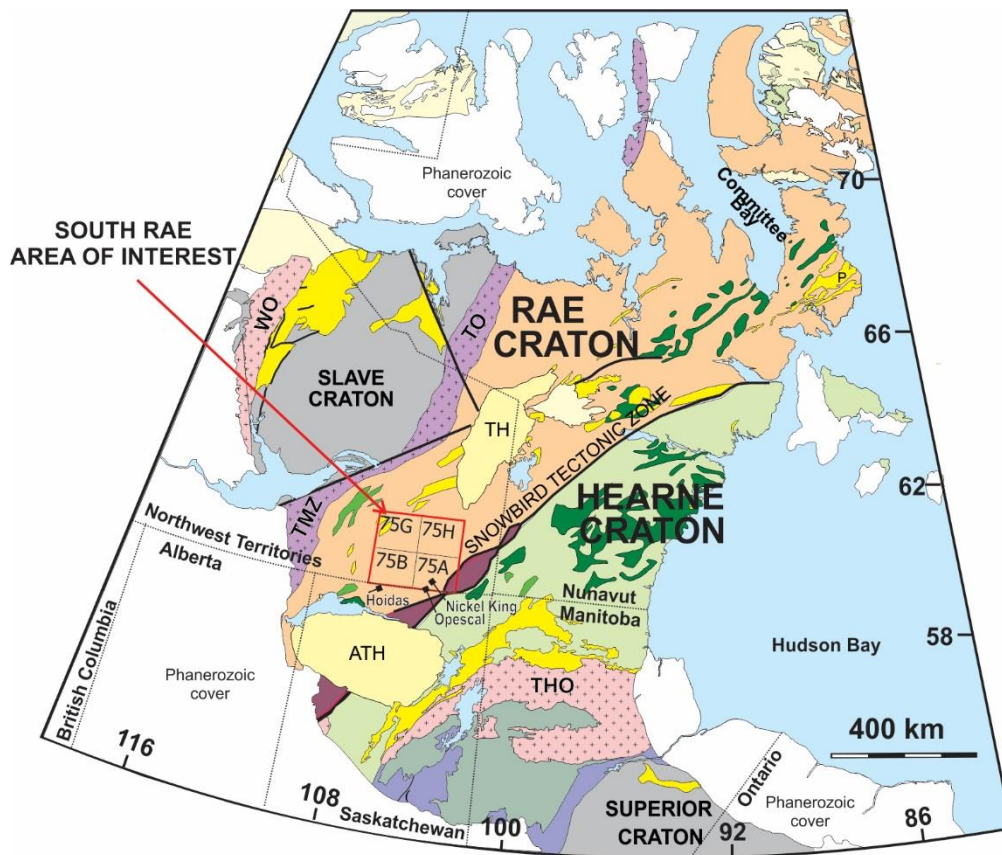 Phanerozoic
cover
70
Committee
Bay
SOUTH RAE
AREA OF INTEREST
P
WO
TO
RAE
CRATON
66
SLAVE
CRATON
TH
SNOWBIRD TECTONIC ZONE
62
HEARNE
CRATON
TMZ
75G
75H
75B
75A
Northwest Territories
Alberta
Hoidas
Nickel King
Opescal
Nunavut
Manitoba
58
Hudson Bay
British Columbia
Phanerozoic
cover
ATH
THO
400 km
116
108
Saskatchewan
100
SUPERIOR
CRATON
92
Ontario
Phanerozoic
cover
86